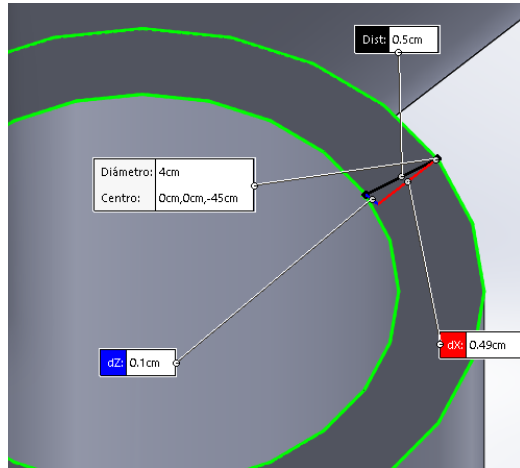 Dist: 0.5cm
Diámetro: 4cm
Centro: 0cm,0cm,-45cm
dZ: 0.1cm
dX: 0.49cm